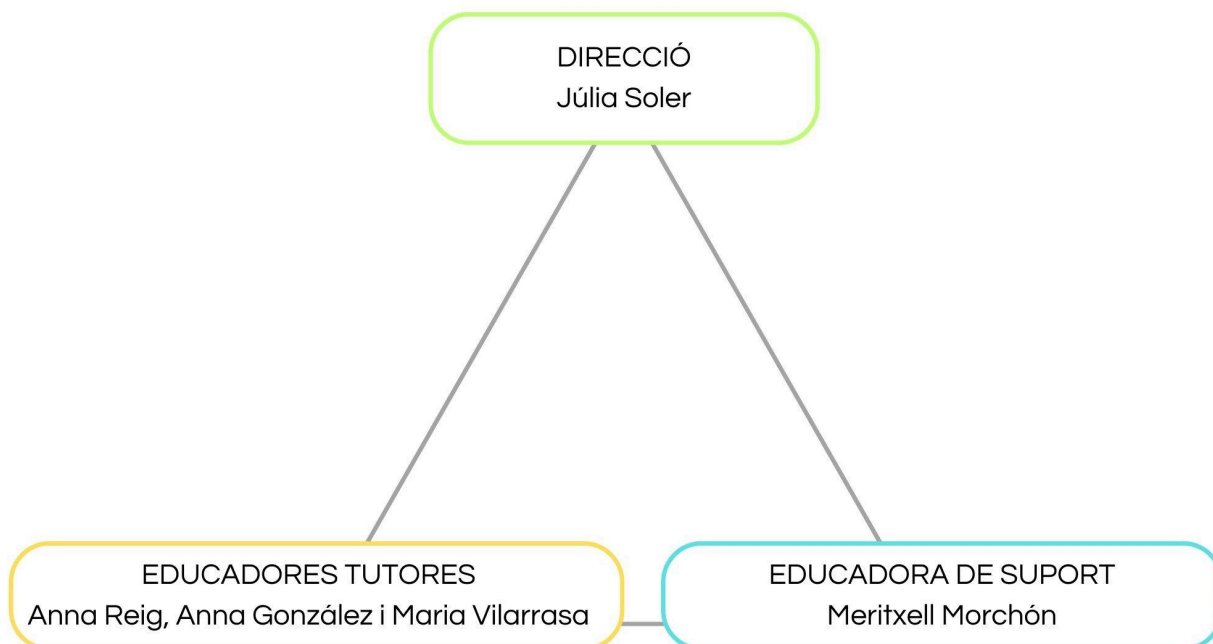 DIRECCIÓ
Júlia Soler
EDUCADORES TUTORES
Anna Reig, Anna González i Maria Vilarrasa
EDUCADORA DE SUPORT
Meritxell Morchón